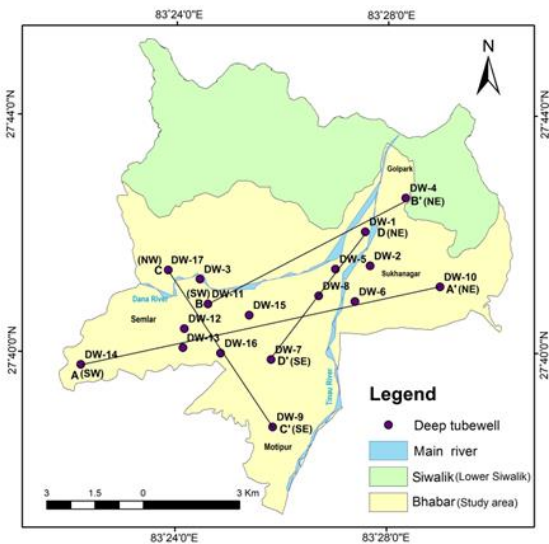 83°24'0"E 83°28'0"E
N
27°44'0"N 27°44'0"N
Golpark
DW-4
B'(NE)
DW-1
D (NE)
(NW) DW-17
C
DW-3
DW-5
DW-2
Sukhanagar
DW-10
A'(NE)
Dana River
(SW) DW-11
B
DW-8
DW-6
DW-15
Semlar
DW-12
DW-13
DW-16
27°40'0"N 27°40'0"N
DW-14
A (SW)
DW-7
D'(SE)
Tinau River
DW-9
C'(SE)
Motipur
Legend
Deep tubewell
Main river
Siwalik (Lower Siwalik)
Bhabar (Study area)
3 1.5 0 3 Km
83°24'0"E 83°28'0"E